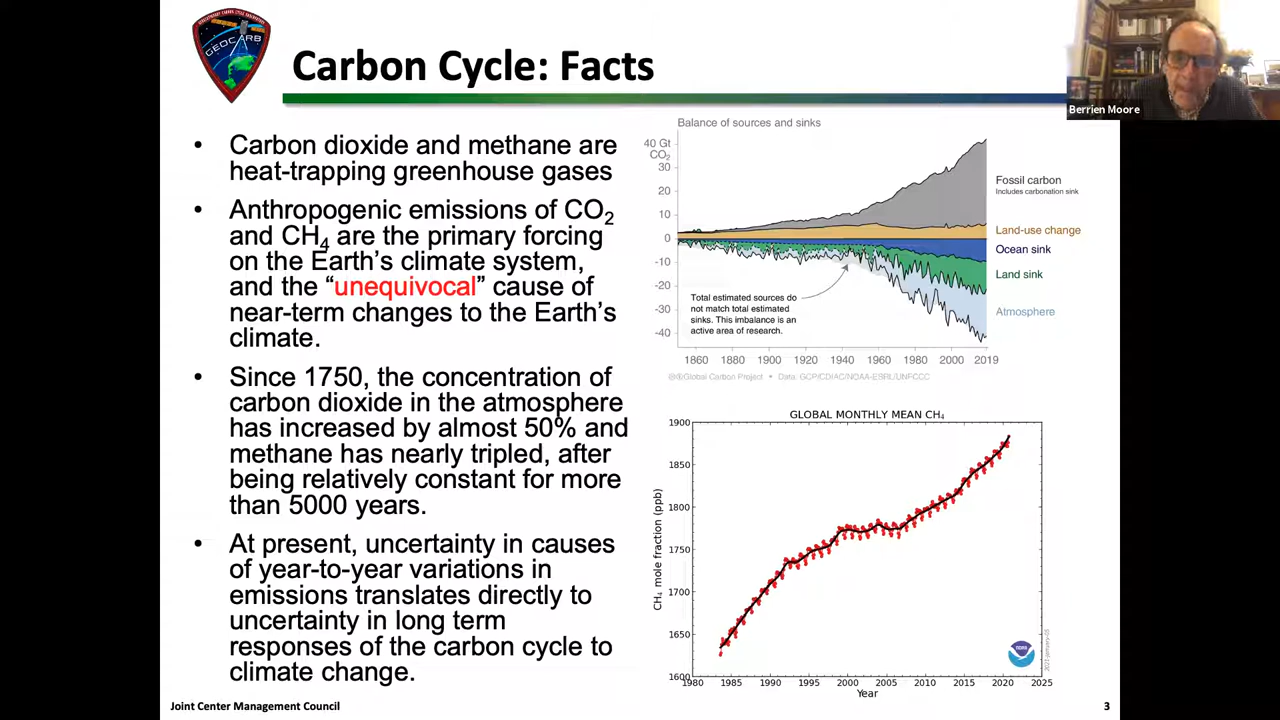 GEOCARB
Carbon Cycle: Facts
Berrien Moore
• Carbon dioxide and methane are
heat-trapping greenhouse gases
• Anthropogenic emissions of CO2
and CH4 are the primary forcing
on the Earth's climate system,
and the “unequivocal” cause of
near-term changes to the Earth's
climate.
• Since 1750, the concentration of
carbon dioxide in the atmosphere
has increased by almost 50% and
methane has nearly tripled, after
being relatively constant for more
than 5000 years.
• At present, uncertainty in causes
of year-to-year variations in
emissions translates directly to
uncertainty in long term
responses of the carbon cycle to
climate change.
Balance of sources and sinks
40 Gt
CO2
30
20
10
0
-10
-20
-30
-40
Fossil carbon
Includes carbonation sink
Land-use change
Ocean sink
Land sink
Atmosphere
Total estimated sources do
not match total estimated
sinks. This imbalance is an
active area of research.
1860 1880 1900 1920 1940 1960 1980 2000 2019
Global Carbon Project • Data: GCP/CDIAC/NOAA-ESRL/UNFCCC
GLOBAL MONTHLY MEAN CH4
CH4 mole fraction (ppb)
1900
1850
1800
1750
1700
1650
1600
1980 1985 1990 1995 2000 2005 2010 2015 2020 2025
Year
Joint Center Management Council
3